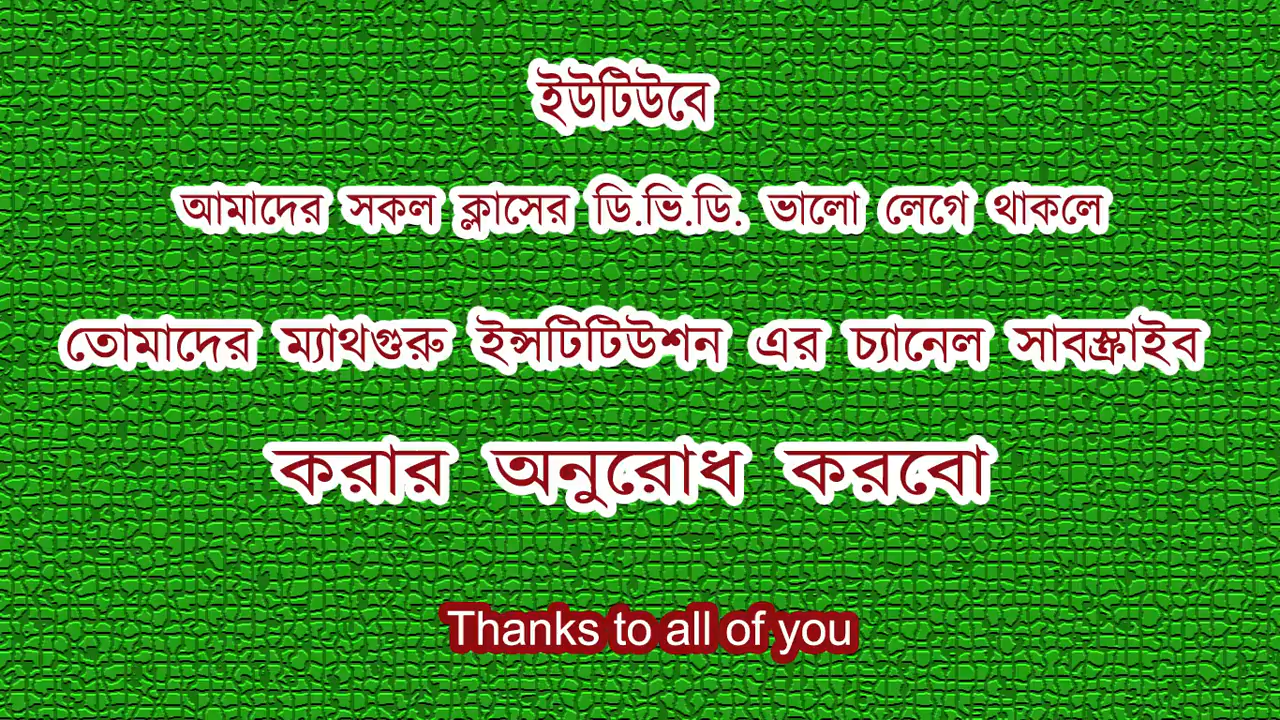 ইউটিউবে
আমাদের সকল ক্লাসের ডি.ভি.ডি. ভালো লেগে থাকলে
তোমাদের ম্যাথগুরু ইন্সটিটিউশন এর চ্যানেল সাবস্ক্রাইব
করার অনুরোধ করবো
Thanks to all of you